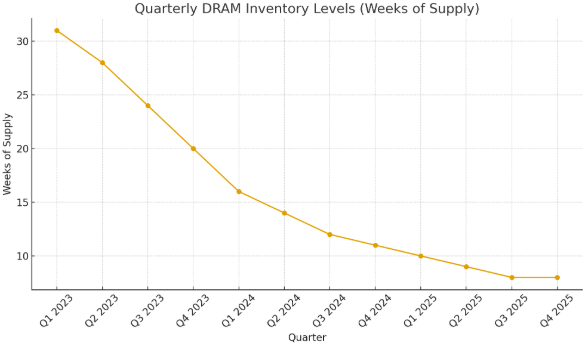 Quarterly DRAM Inventory Levels (Weeks of Supply)
30
25
20
15
10
Weeks of Supply
Q1 2023
Q2 2023
Q3 2023
Q4 2023
Q1 2024
Q2 2024
Q3 2024
Q4 2024
Q1 2025
Q2 2025
Q3 2025
Q4 2025
Quarter